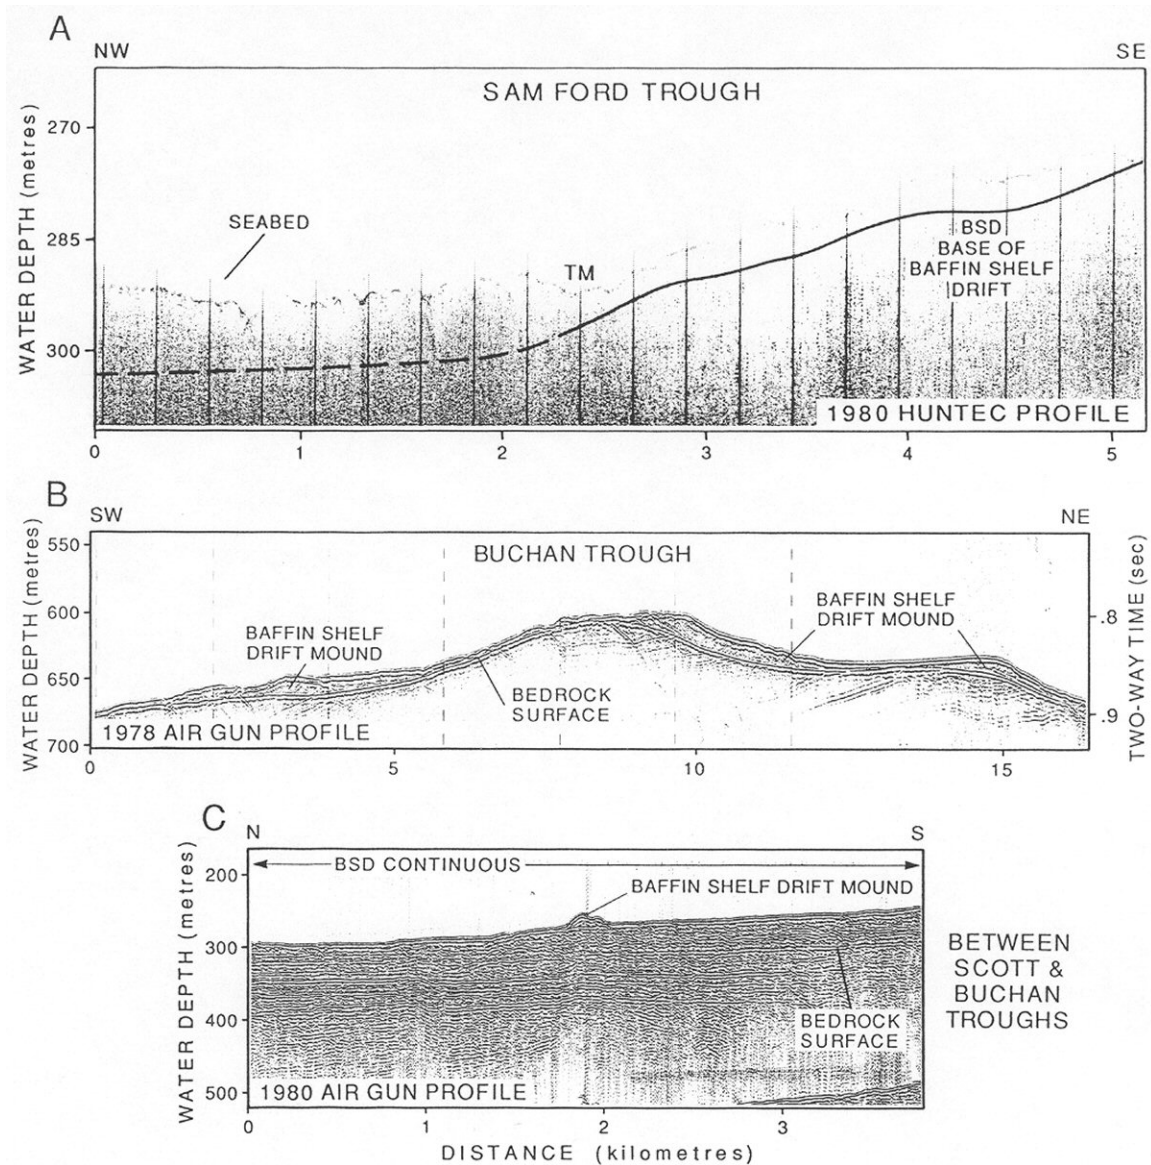 A
NW
SE
SAM FORD TROUGH
WATER DEPTH (metres)
270
285
300
SEABED
TM
BSD
BASE OF
BAFFIN SHELF
DRIFT
1980 HUNTEC PROFILE
0
1
2
3
4
5
B
SW
NE
BUCHAN TROUGH
WATER DEPTH (metres)
550
600
650
700
TWO-WAY TIME (sec)
.8
.9
BAFFIN SHELF
DRIFT MOUND
BAFFIN SHELF
DRIFT MOUND
BEDROCK
SURFACE
1978 AIR GUN PROFILE
0
5
10
15
C
N
S
BSD CONTINUOUS
WATER DEPTH (metres)
200
300
400
500
BAFFIN SHELF DRIFT MOUND
BEDROCK
SURFACE
1980 AIR GUN PROFILE
BETWEEN
SCOTT &
BUCHAN
TROUGHS
0
1
2
3
DISTANCE (kilometres)